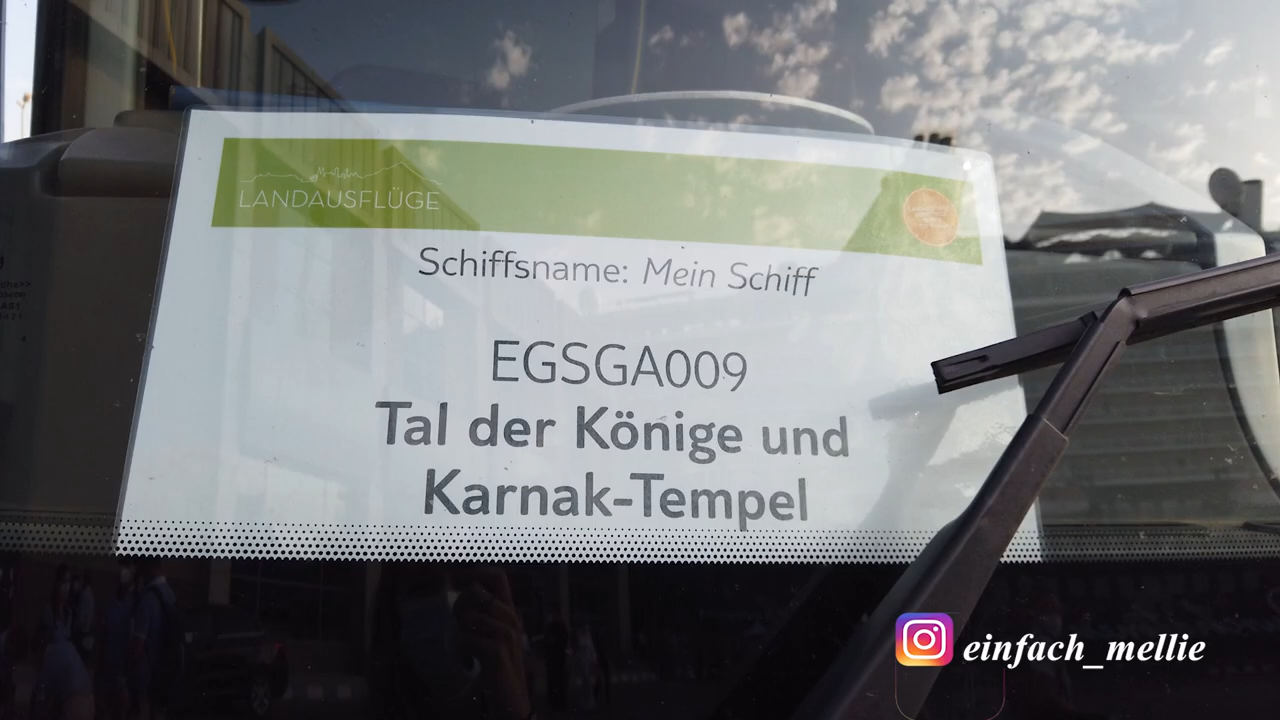 LANDAUSFLÜGE
Schiffsname: Mein Schiff
EGSGA009
Tal der Könige und
Karnak-Tempel
einfach_mellie